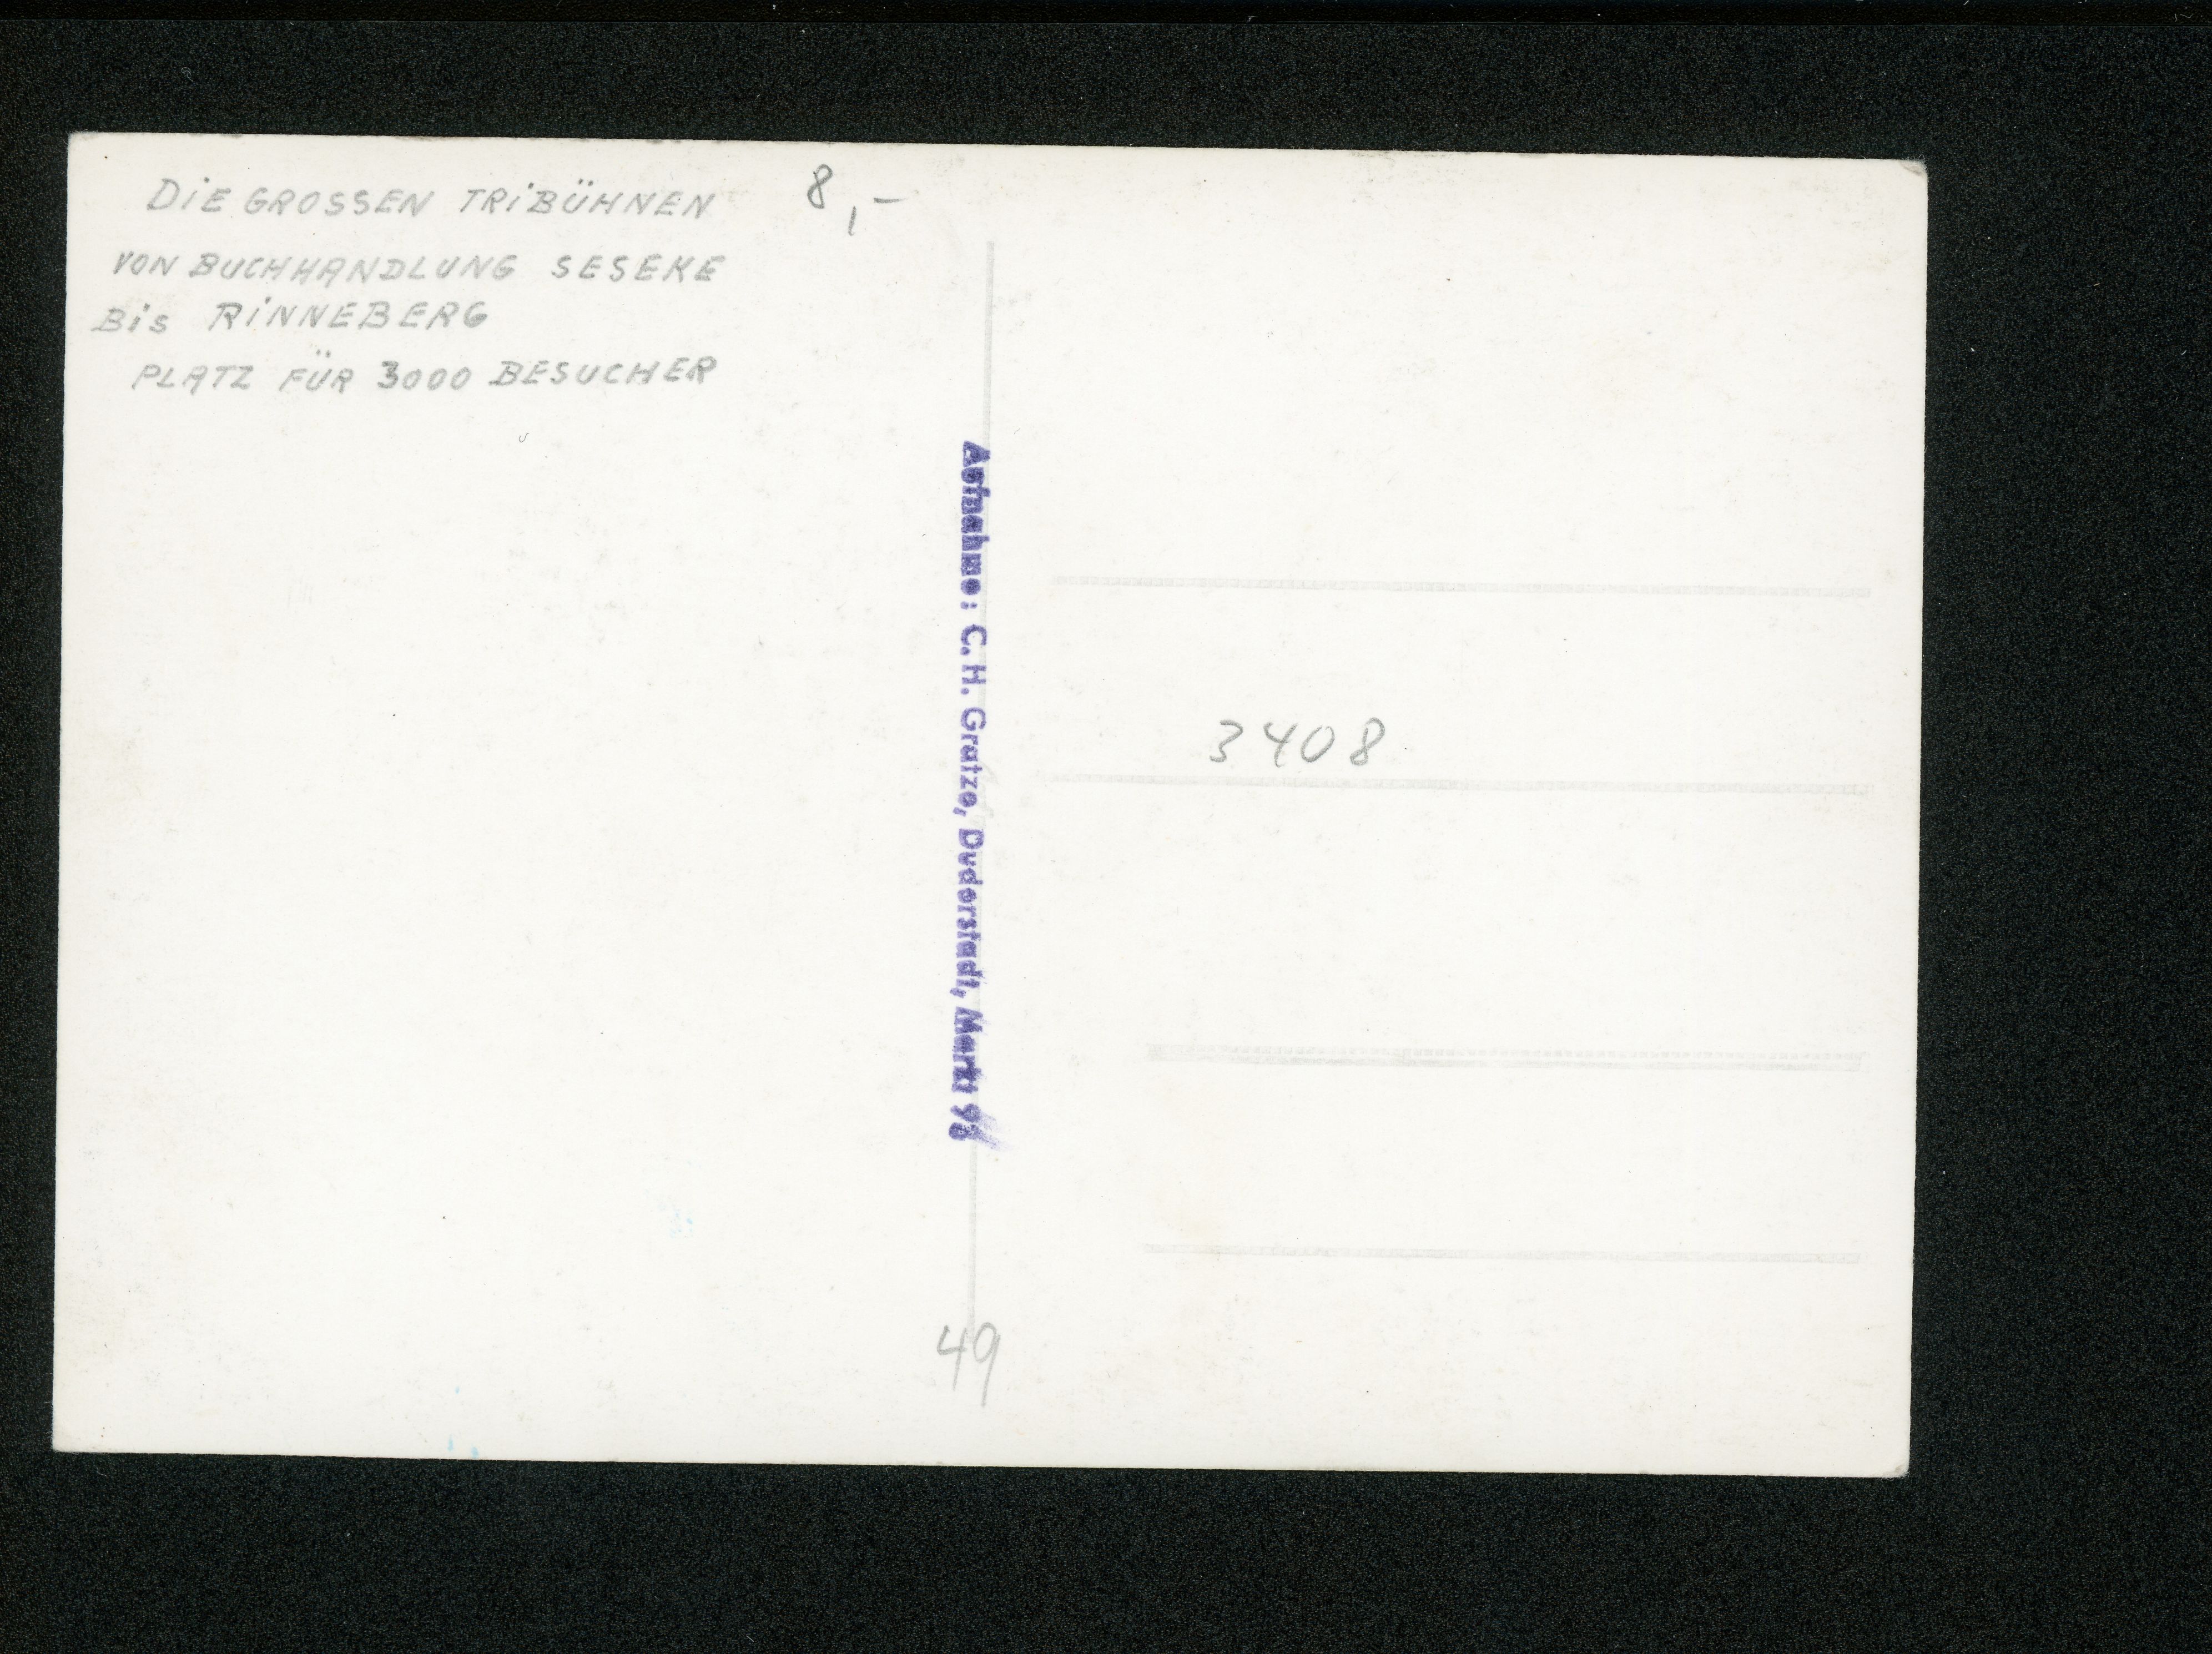 DiE GROSSEN TRiBÜHNEN
VON BUCHHANDLUNG SESEKE
Bis RiNNEBERG
PLATZ FÜR 3000 BESUCHER
8,-
Aufnahme: C. H. Gratze, Duderstadt, Markt 98
3408
49